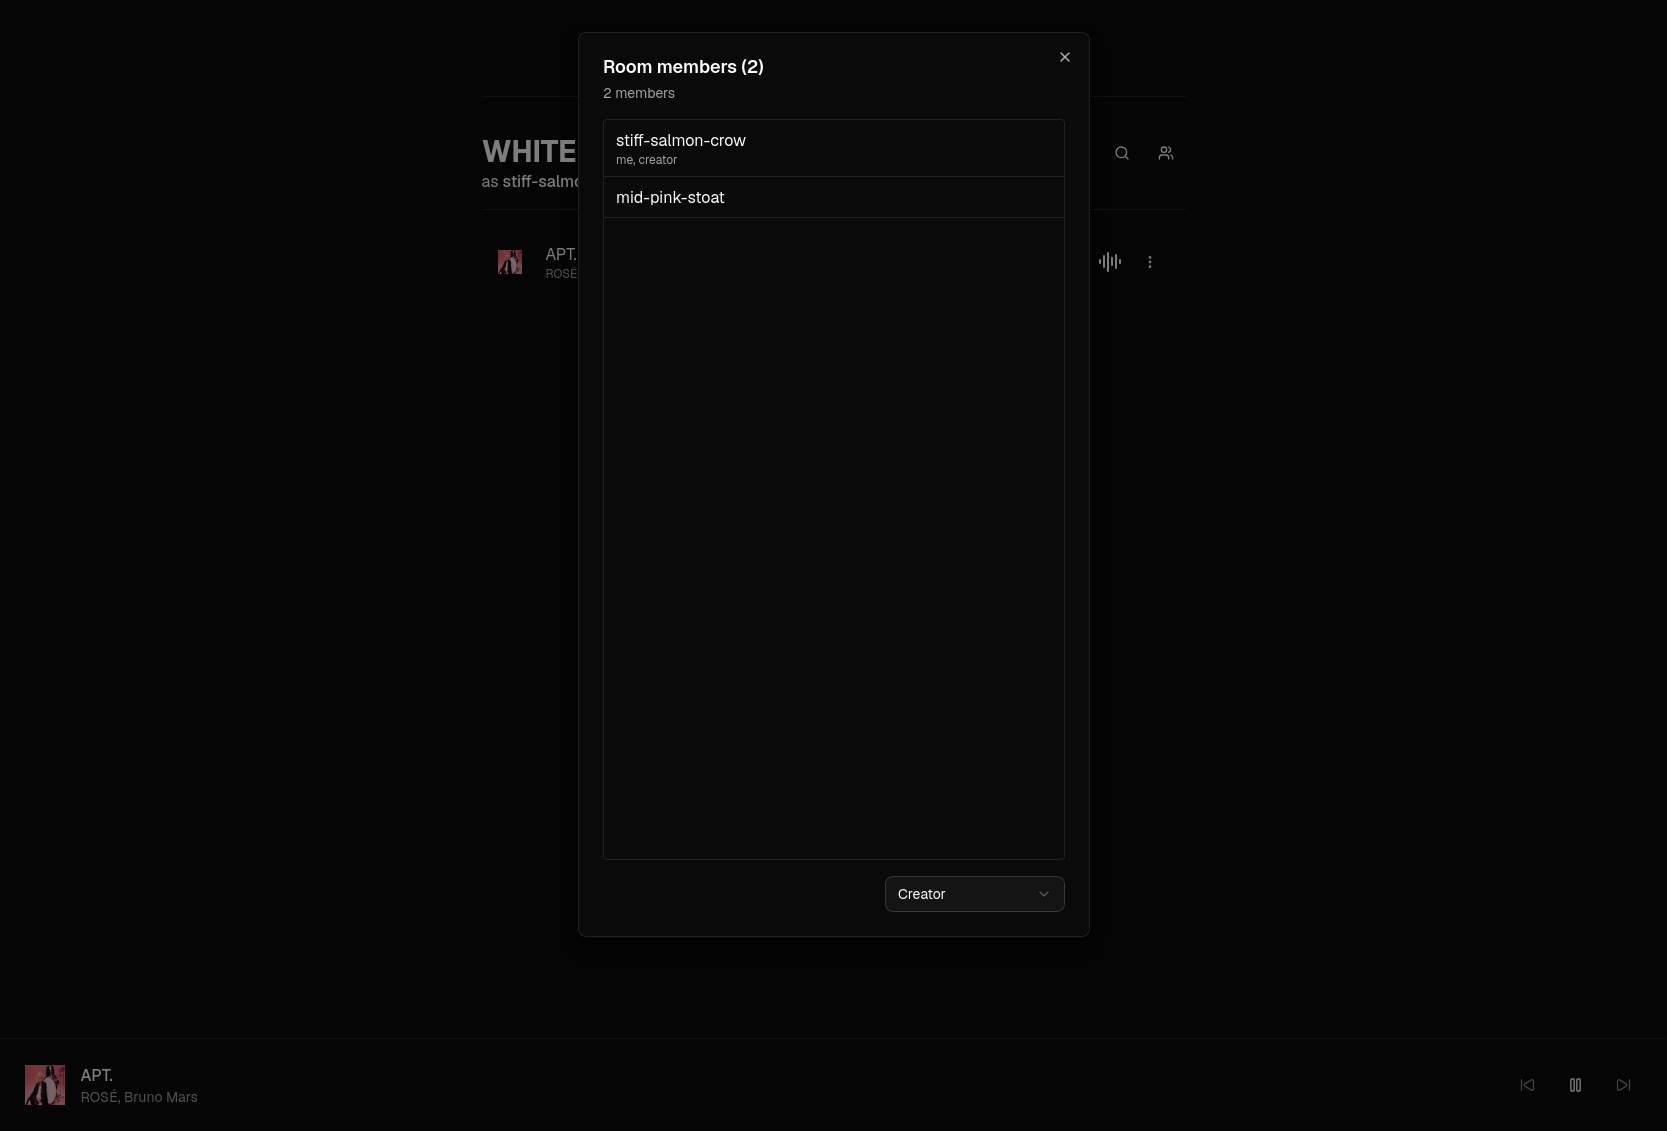 Room members (2)
2 members
WHITE
as stiff-salmo
stiff-salmon-crow
me, creator
mid-pink-stoat
APT.
ROSÉ
Creator
APT.
ROSÉ, Bruno Mars